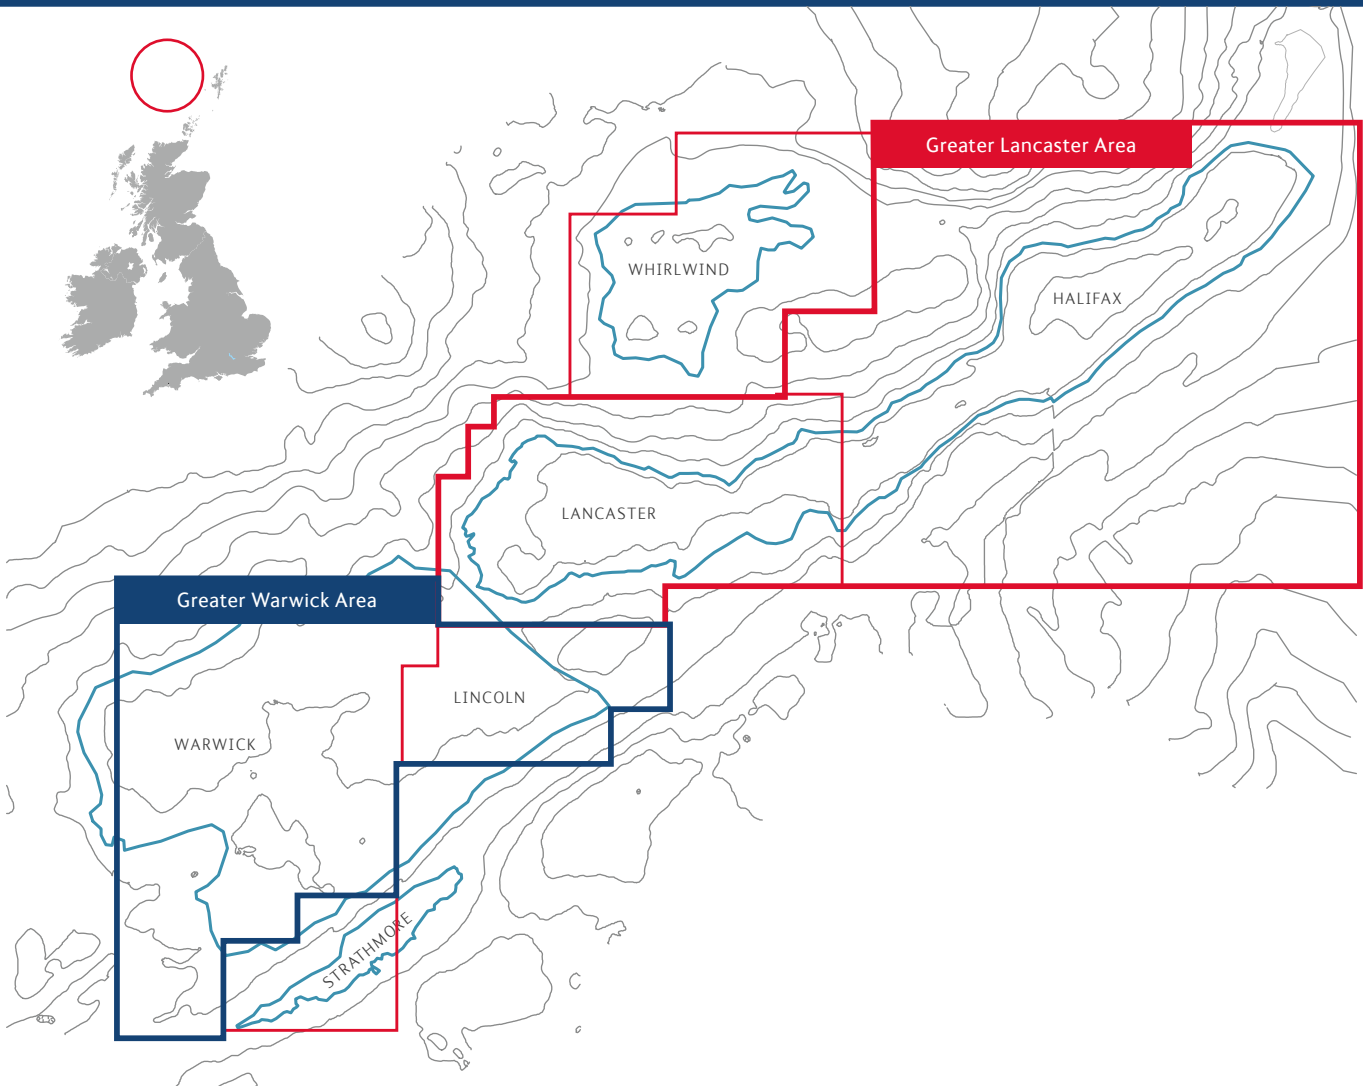 Greater Lancaster Area
WHIRLWIND
HALIFAX
LANCASTER
Greater Warwick Area
LINCOLN
WARWICK
STRATHMORE